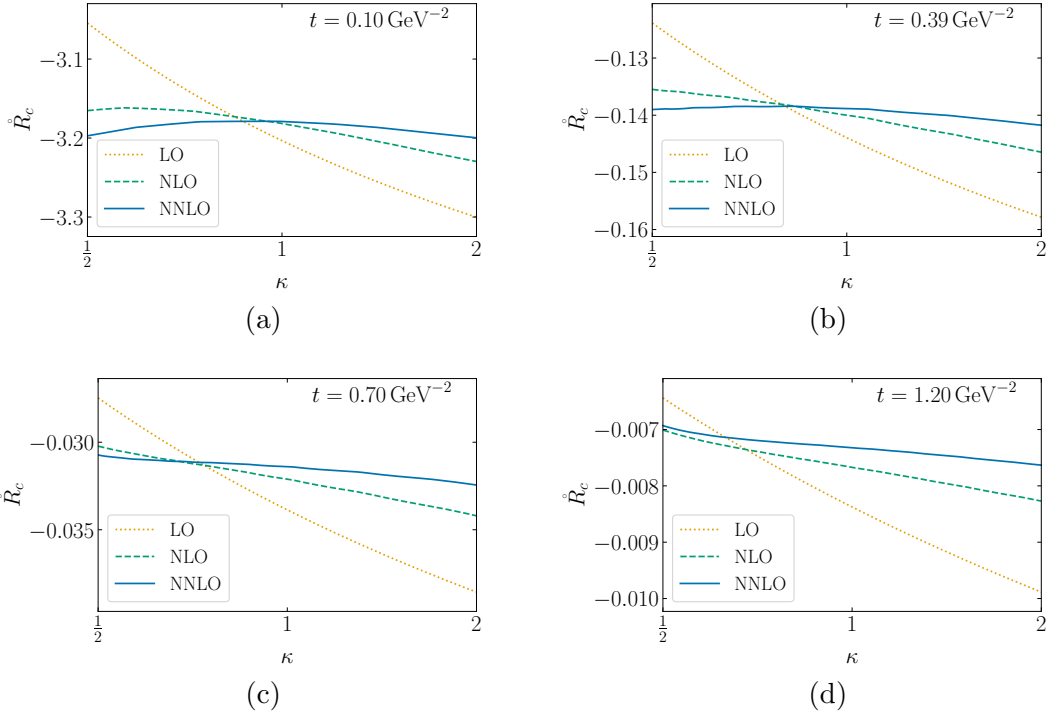 t = 0.10 GeV⁻²
−3.1
−3.2
−3.3
R̊_c
LO
NLO
NNLO
½
1
2
κ
(a)
t = 0.39 GeV⁻²
−0.13
−0.14
−0.15
−0.16
R̊_c
LO
NLO
NNLO
½
1
2
κ
(b)
t = 0.70 GeV⁻²
−0.030
−0.035
R̊_c
LO
NLO
NNLO
½
1
2
κ
(c)
t = 1.20 GeV⁻²
−0.007
−0.008
−0.009
−0.010
R̊_c
LO
NLO
NNLO
½
1
2
κ
(d)